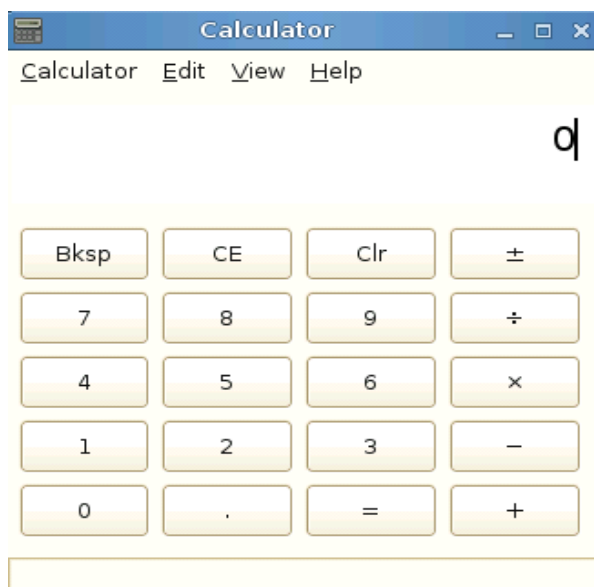 Calculator
Calculator Edit View Help
0
Bksp CE Clr ±
7 8 9 ÷
4 5 6 ×
1 2 3 −
0 . = +